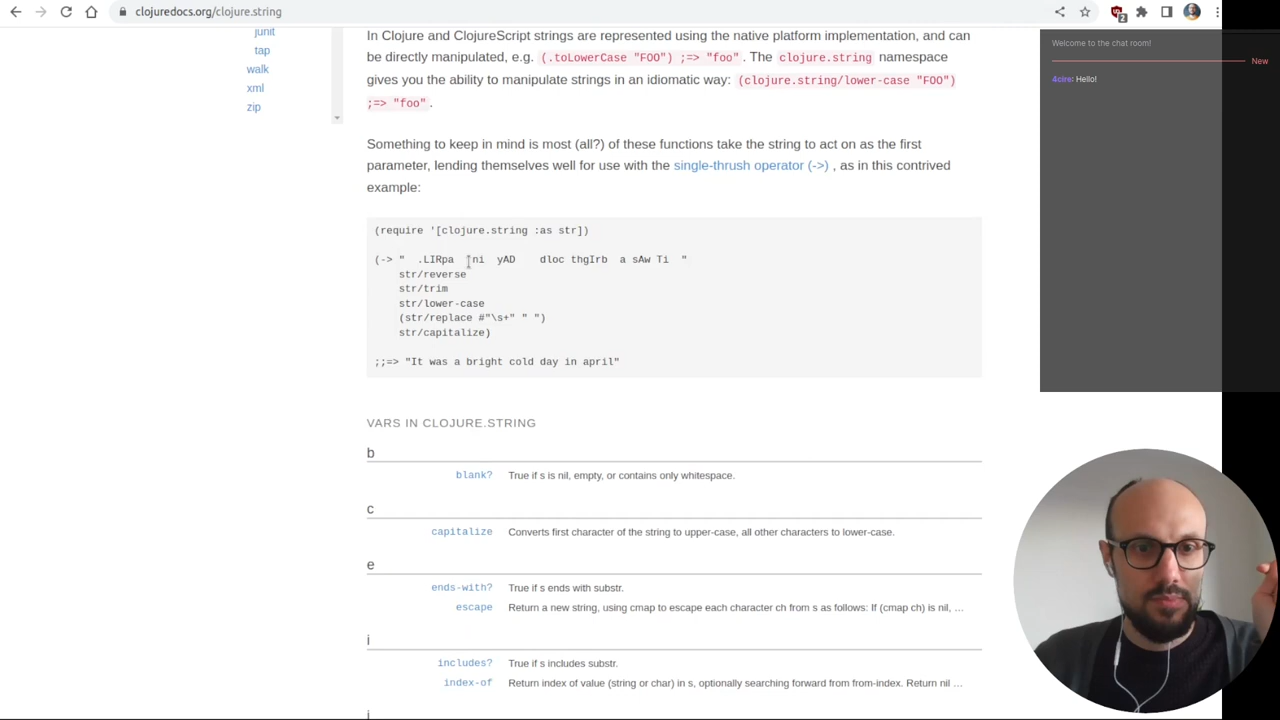 clojuredocs.org/clojure.string
2
junit
tap
walk
xml
zip
In Clojure and ClojureScript strings are represented using the native platform implementation, and can
be directly manipulated, e.g. (.toLowerCase "FOO") ;=> "foo" . The clojure.string namespace
gives you the ability to manipulate strings in an idiomatic way: (clojure.string/lower-case "FOO")
;=> "foo" .
Something to keep in mind is most (all?) of these functions take the string to act on as the first
parameter, lending themselves well for use with the single-thrush operator (->) , as in this contrived
example:
(require '[clojure.string :as str])
(-> "  .LIRpa   ni  yAD    dloc thgIrb  a sAw Ti  "
str/reverse
str/trim
str/lower-case
(str/replace #"\s+" " ")
str/capitalize)
;;=> "It was a bright cold day in april"
VARS IN CLOJURE.STRING
b
blank? True if s is nil, empty, or contains only whitespace.
c
capitalize Converts first character of the string to upper-case, all other characters to lower-case.
e
ends-with? True if s ends with substr.
escape Return a new string, using cmap to escape each character ch from s as follows: If (cmap ch) is nil, …
i
includes? True if s includes substr.
index-of Return index of value (string or char) in s, optionally searching forward from from-index. Return nil …
Welcome to the chat room!
New
4cire: Hello!